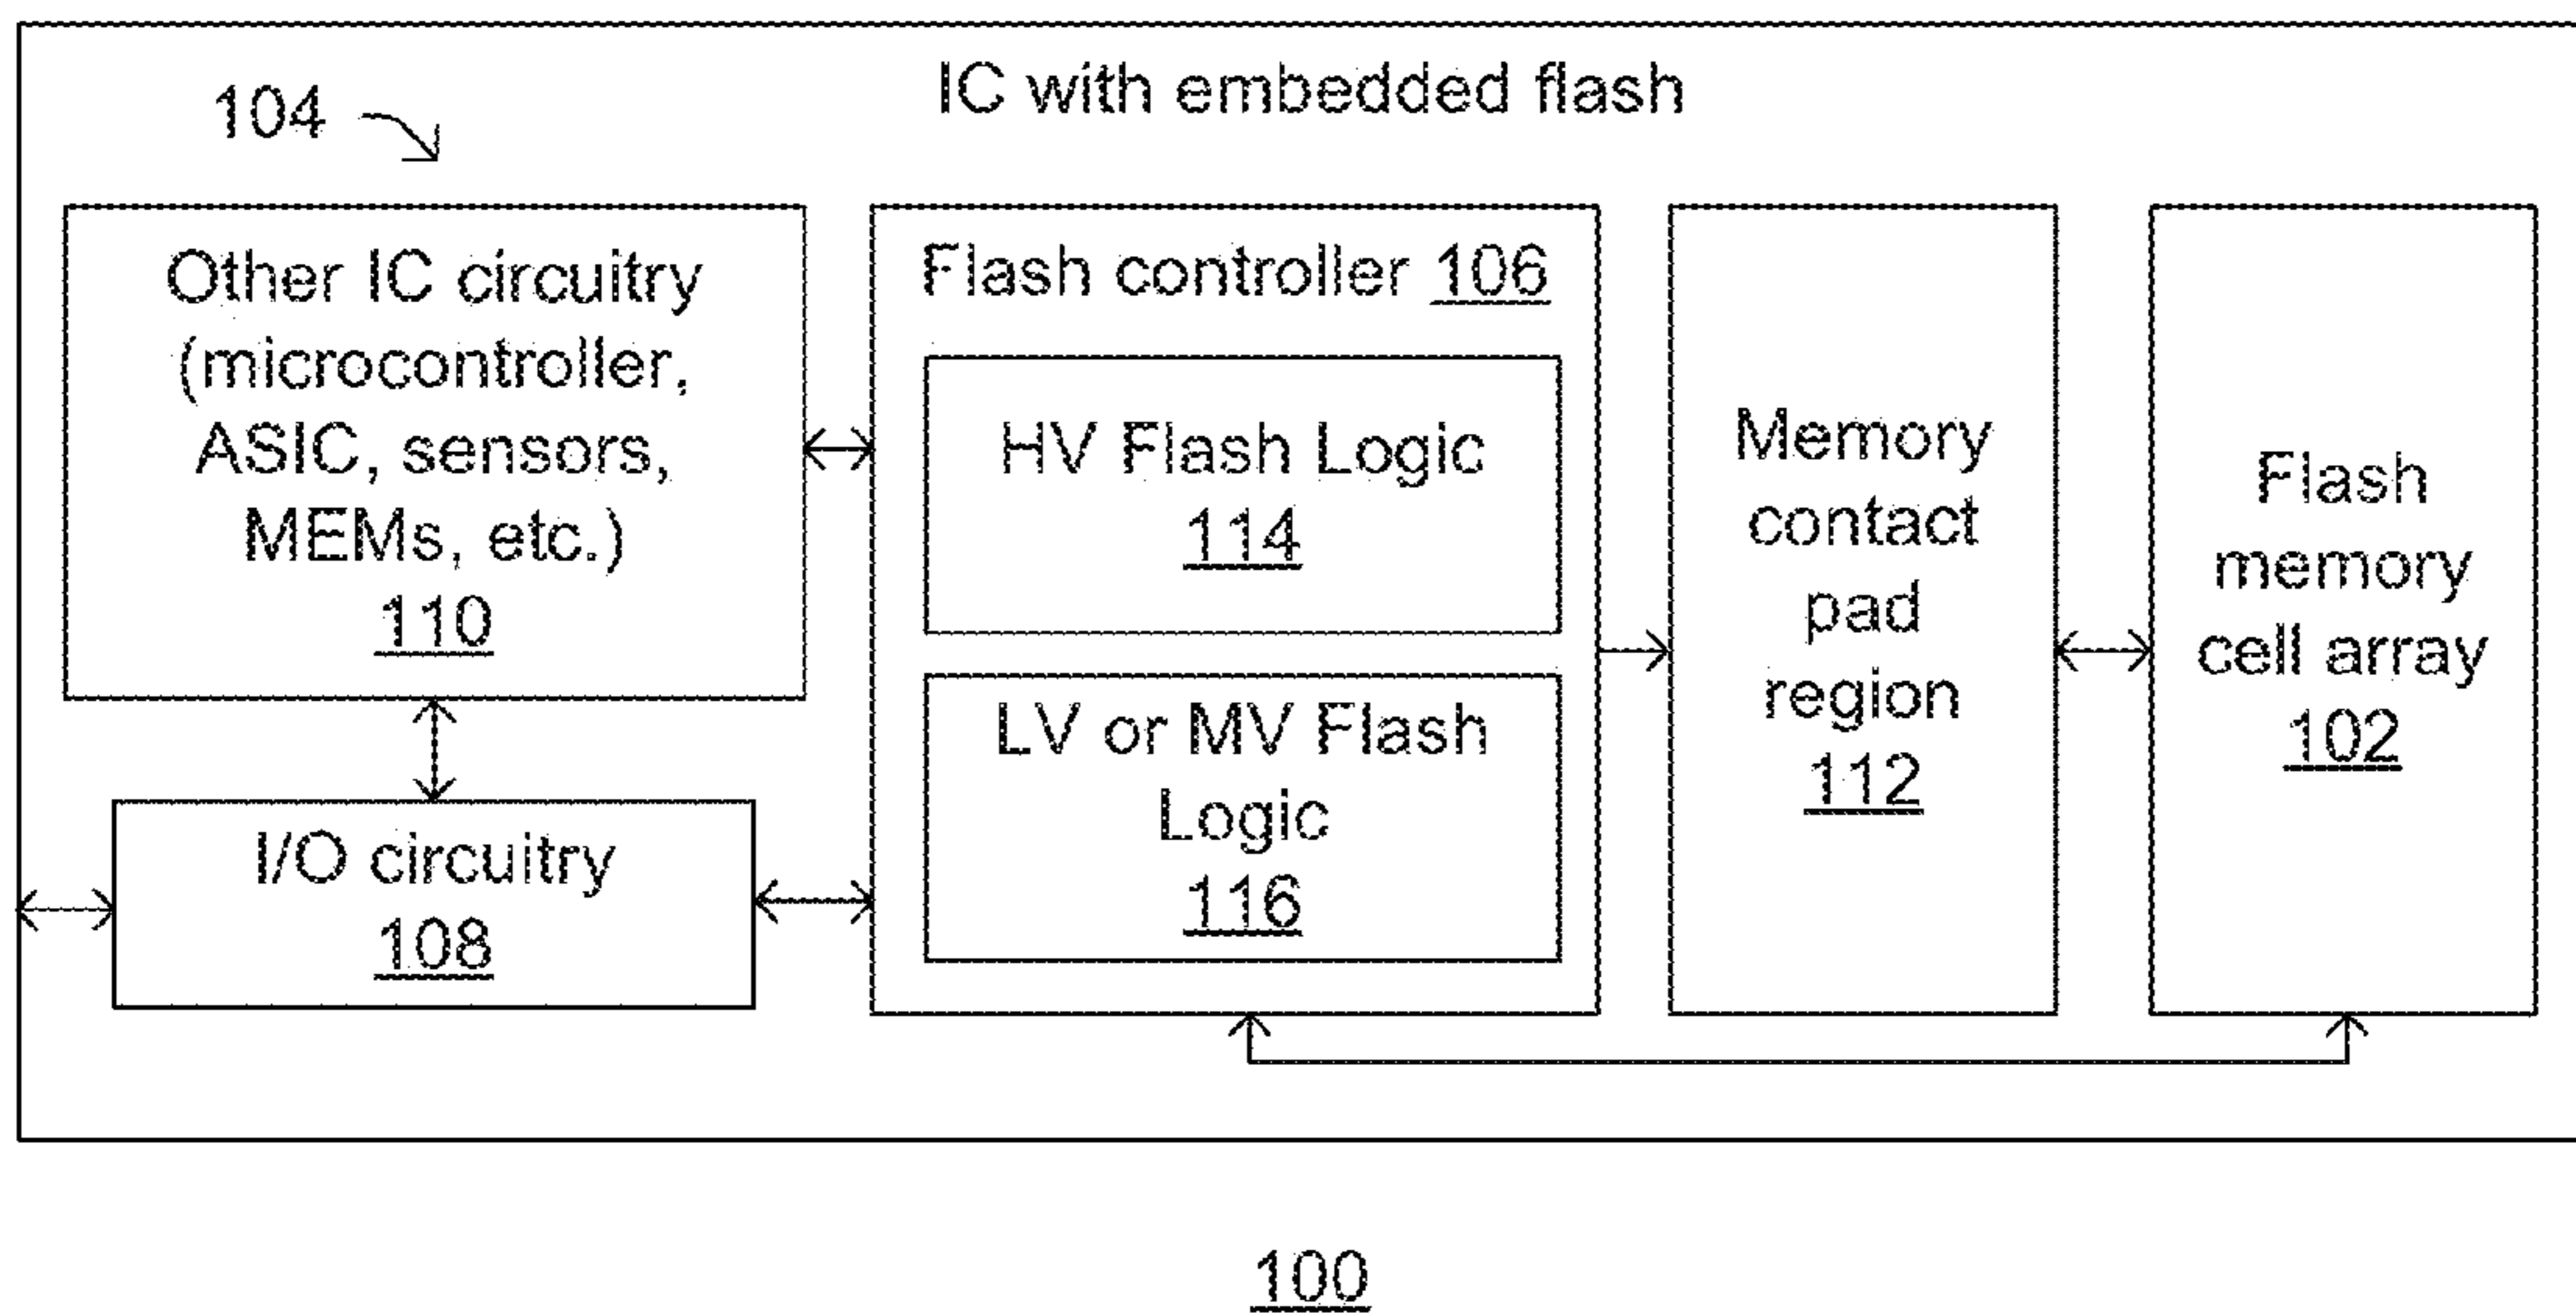 IC with embedded flash
104
Other IC circuitry
(microcontroller,
ASIC, sensors,
MEMs, etc.)
110
I/O circuitry
108
Flash controller 106
HV Flash Logic
114
LV or MV Flash
Logic
116
Memory
contact
pad
region
112
Flash
memory
cell array
102
100